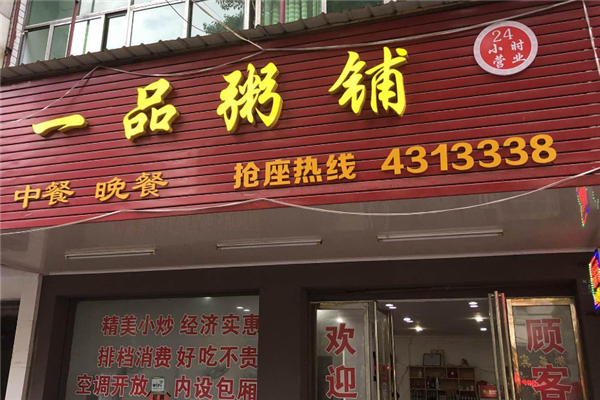 24
小时
营业
一品粥铺
中餐 晚餐 抢座热线 4313338
精美小炒 经济实惠
排档消费 好吃不贵
空调开放 内设包厢
欢迎
顾客